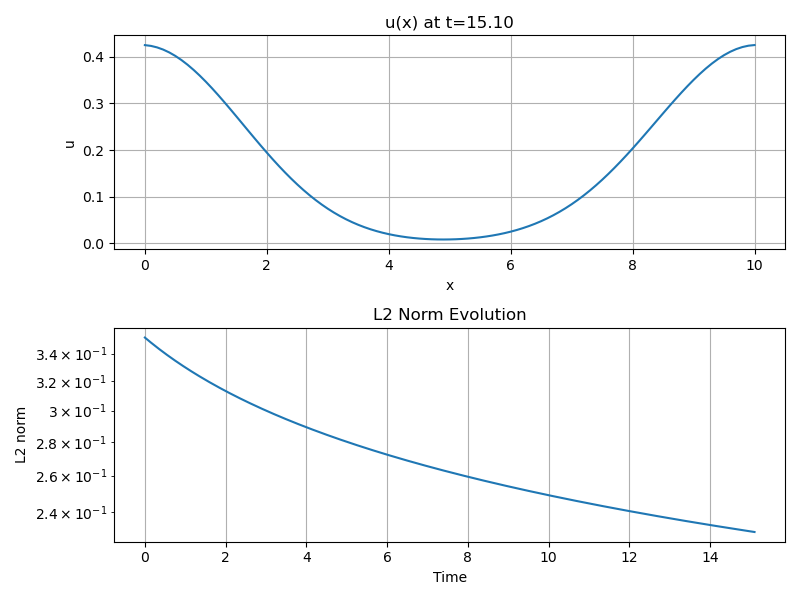 u(x) at t=15.10
0.4
0.3
0.2
0.1
0.0
u
0 2 4 6 8 10
x
L2 Norm Evolution
3.4 × 10⁻¹
3.2 × 10⁻¹
3 × 10⁻¹
2.8 × 10⁻¹
2.6 × 10⁻¹
2.4 × 10⁻¹
L2 norm
0 2 4 6 8 10 12 14
Time